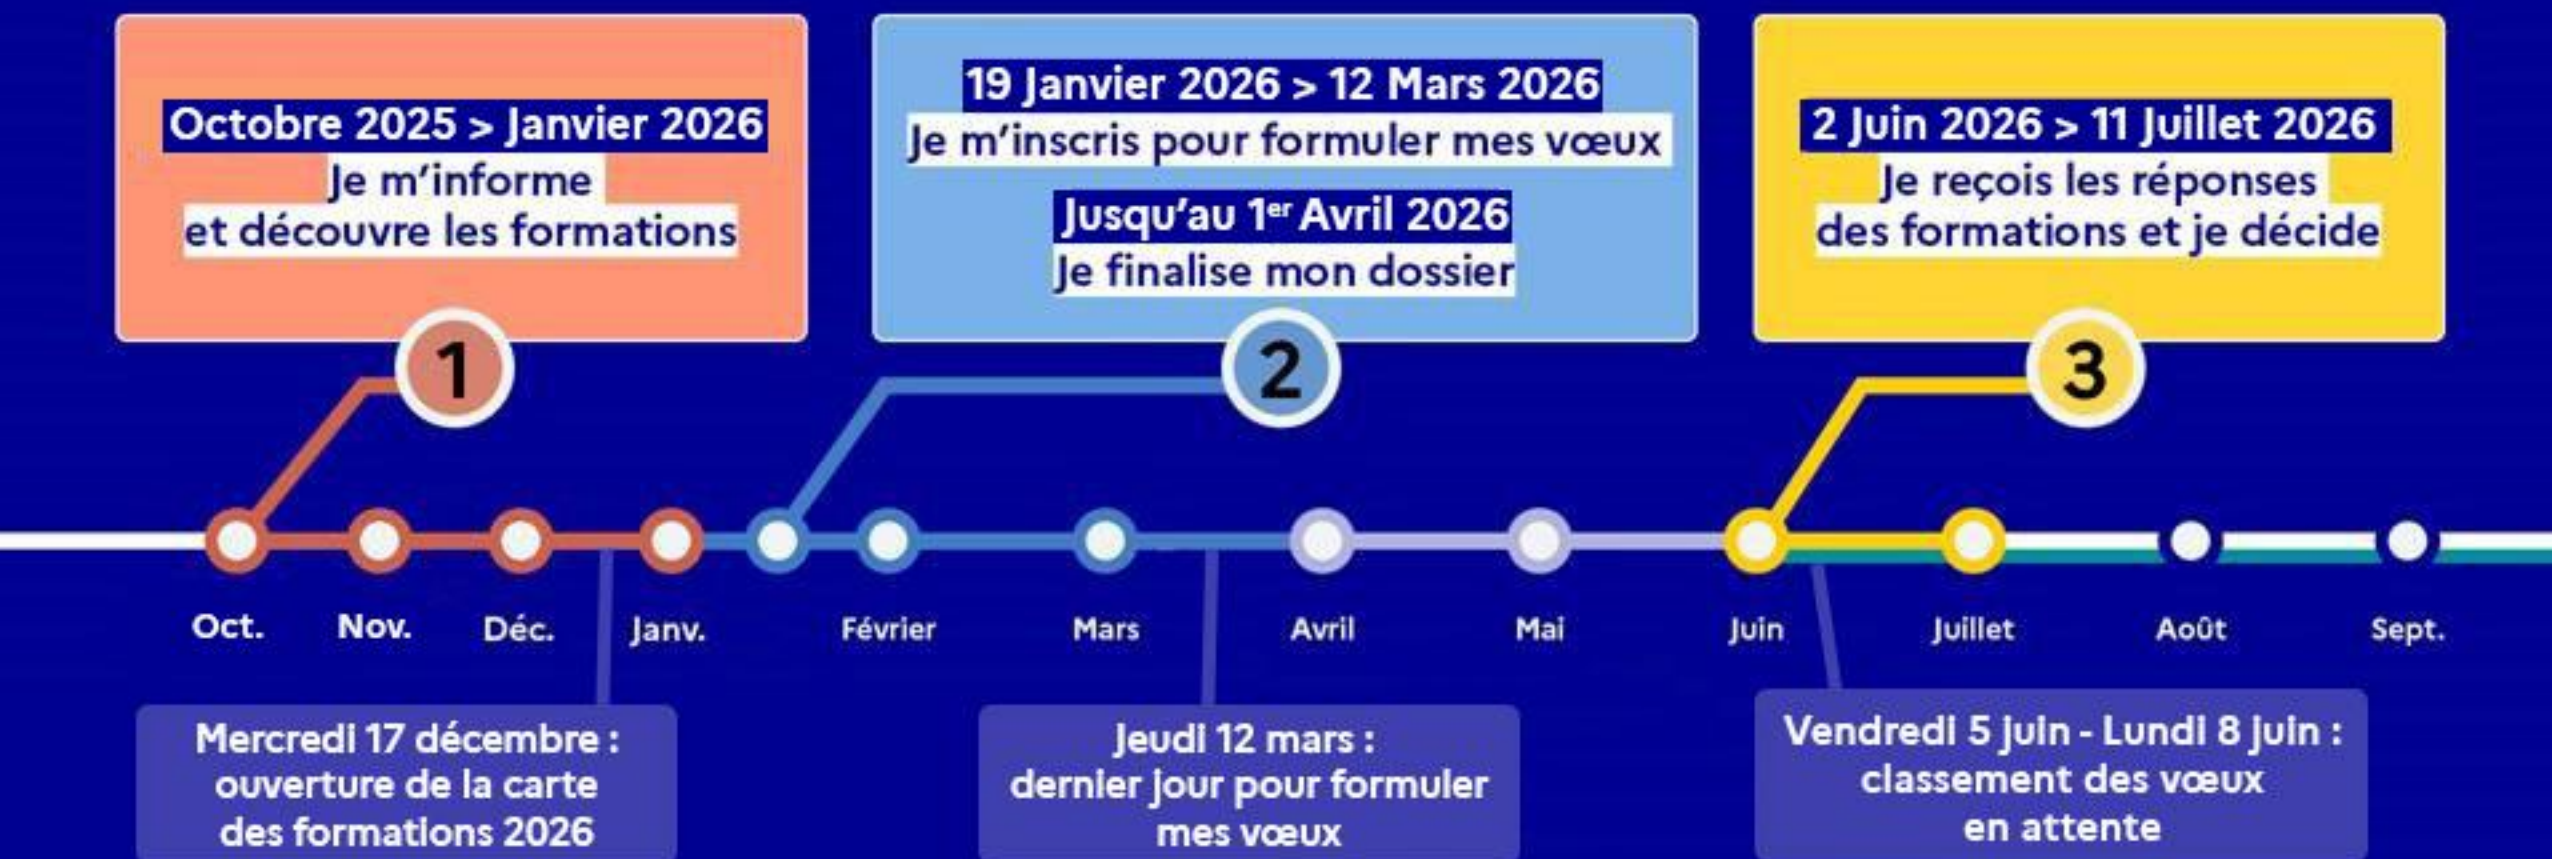 Octobre 2025 > Janvier 2026
Je m'informe
et découvre les formations
1
19 Janvier 2026 > 12 Mars 2026
Je m'inscris pour formuler mes vœux
Jusqu'au 1er Avril 2026
Je finalise mon dossier
2
2 Juin 2026 > 11 Juillet 2026
Je reçois les réponses
des formations et je décide
3
Oct. Nov. Déc. Janv. Février Mars Avril Mai Juin Juillet Août Sept.
Mercredi 17 décembre :
ouverture de la carte
des formations 2026
Jeudi 12 mars :
dernier jour pour formuler
mes vœux
Vendredi 5 juin - Lundi 8 juin :
classement des vœux
en attente